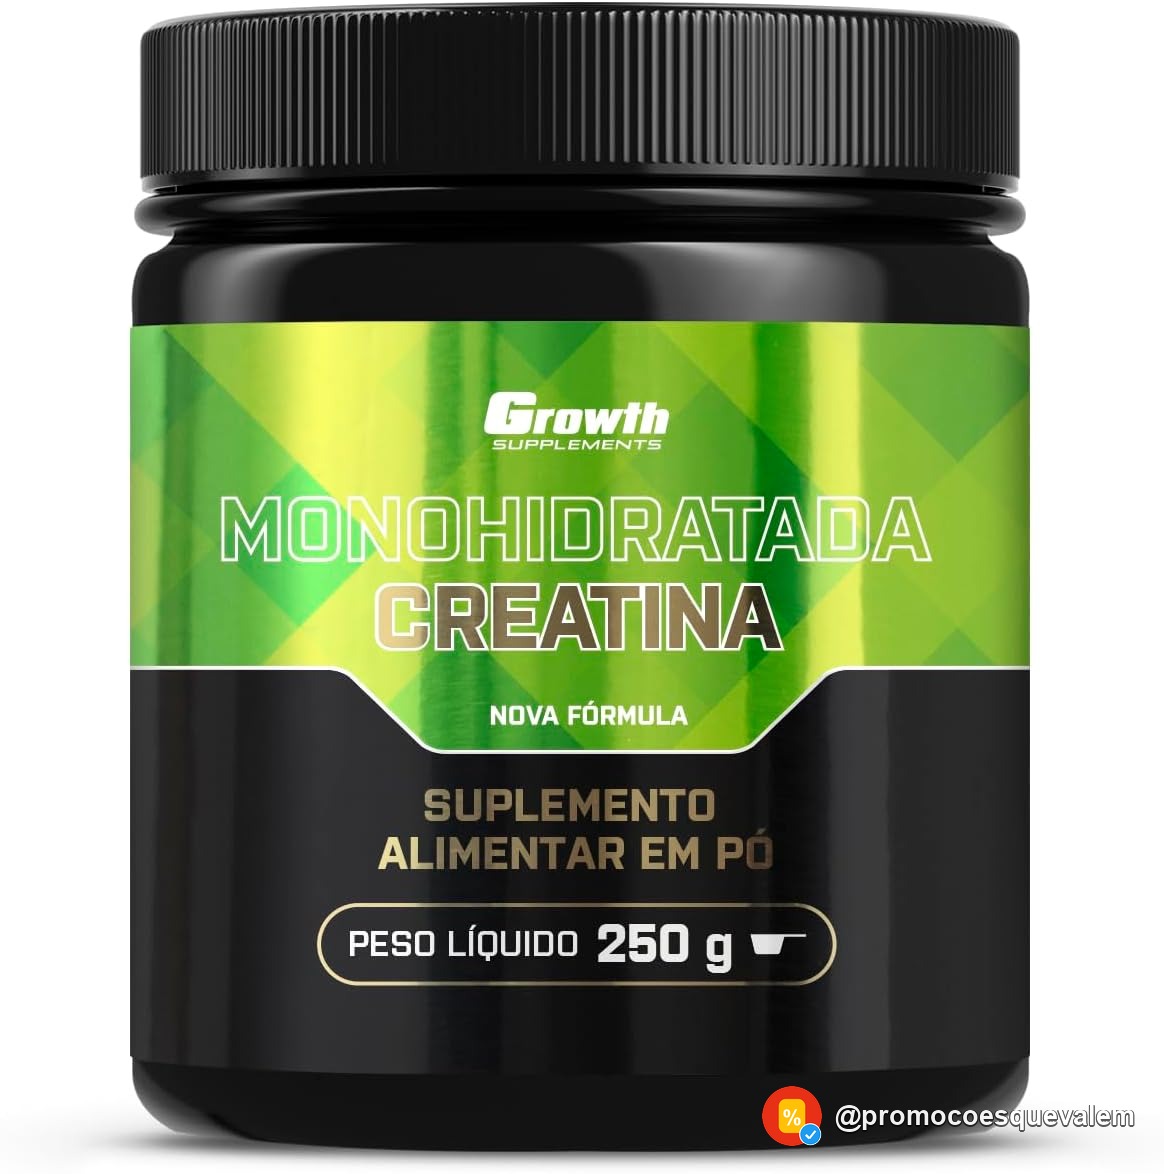 Growth
SUPPLEMENTS
MONOHIDRATADA
CREATINA
NOVA FÓRMULA
SUPLEMENTO
ALIMENTAR EM PÓ
PESO LÍQUIDO 250 g
% @promocoesquevalem